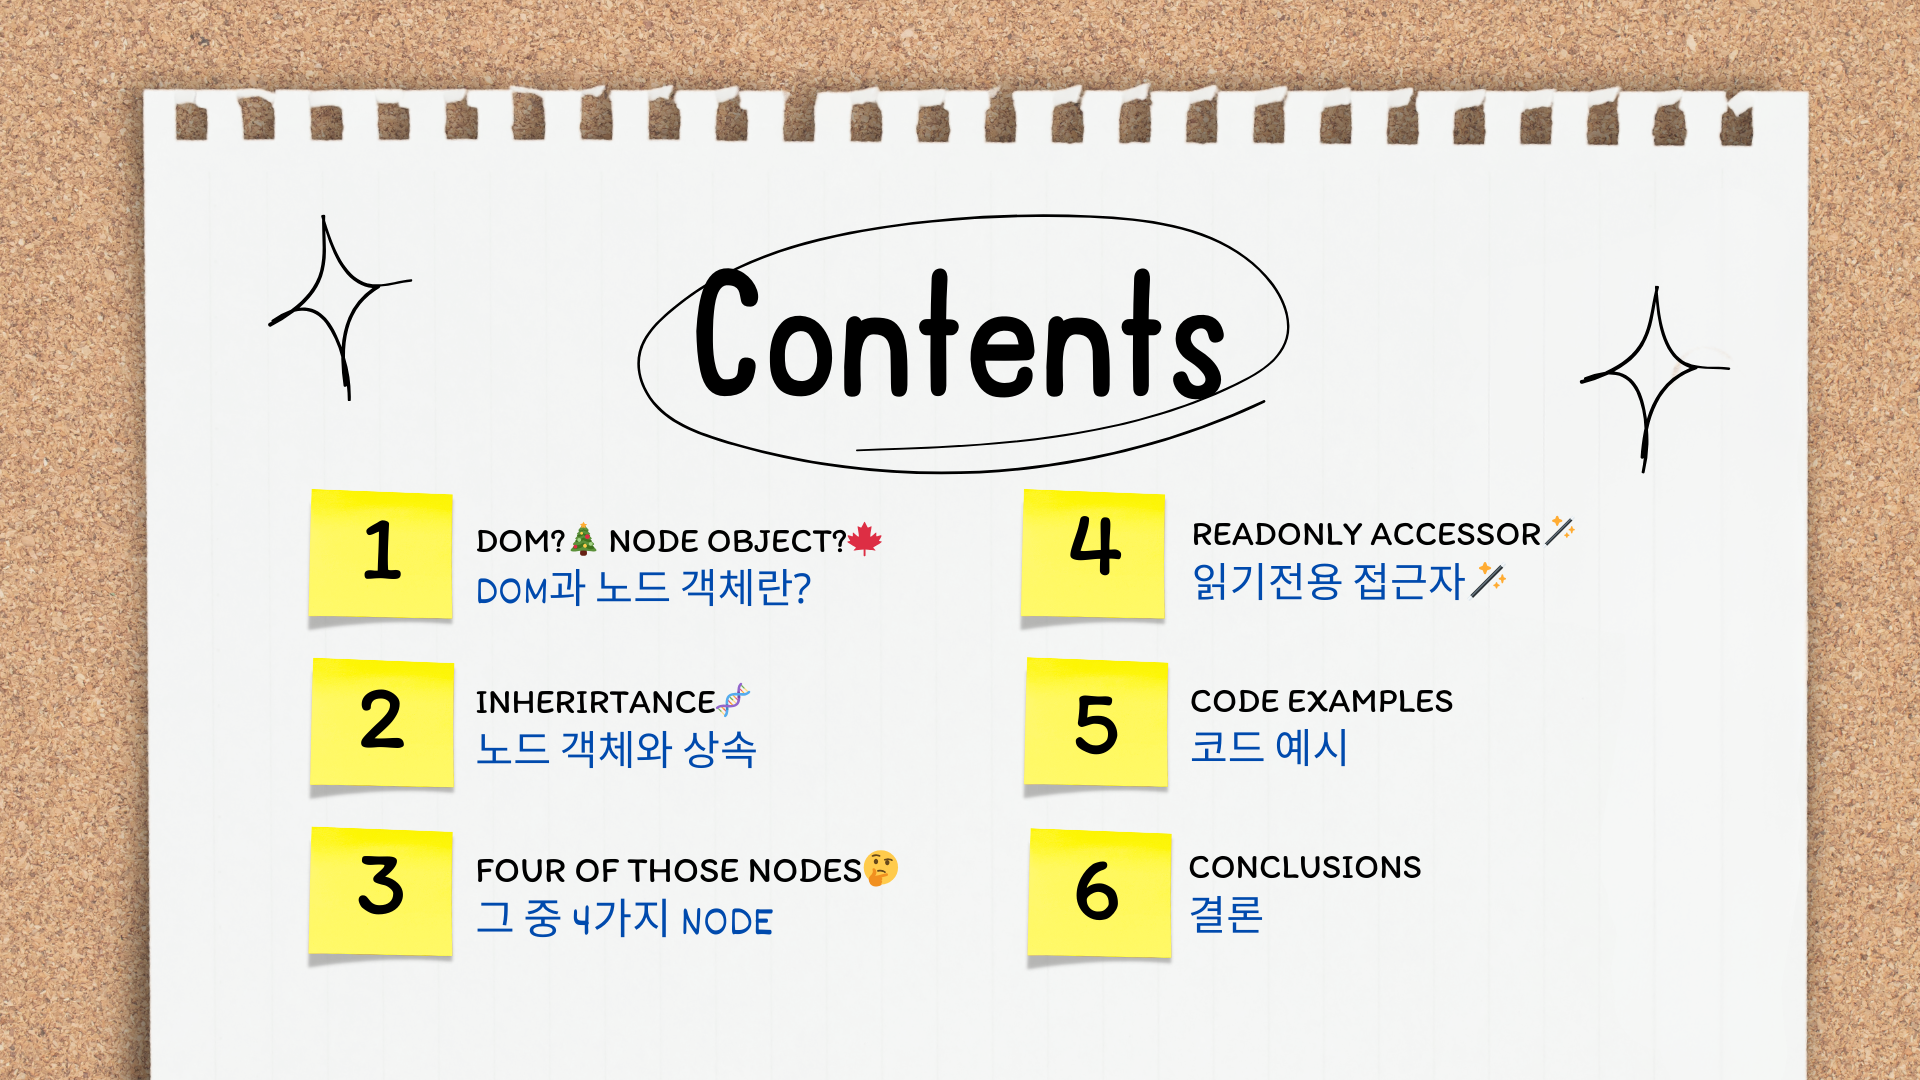 Contents
1
DOM?🎄 NODE OBJECT?🍁
DOM과 노드 객체란?
2
INHERIRTANCE🧬
노드 객체와 상속
3
FOUR OF THOSE NODES🤔
그 중 4가지 NODE
4
READONLY ACCESSOR🪄
읽기전용 접근자🪄
5
CODE EXAMPLES
코드 예시
6
CONCLUSIONS
결론